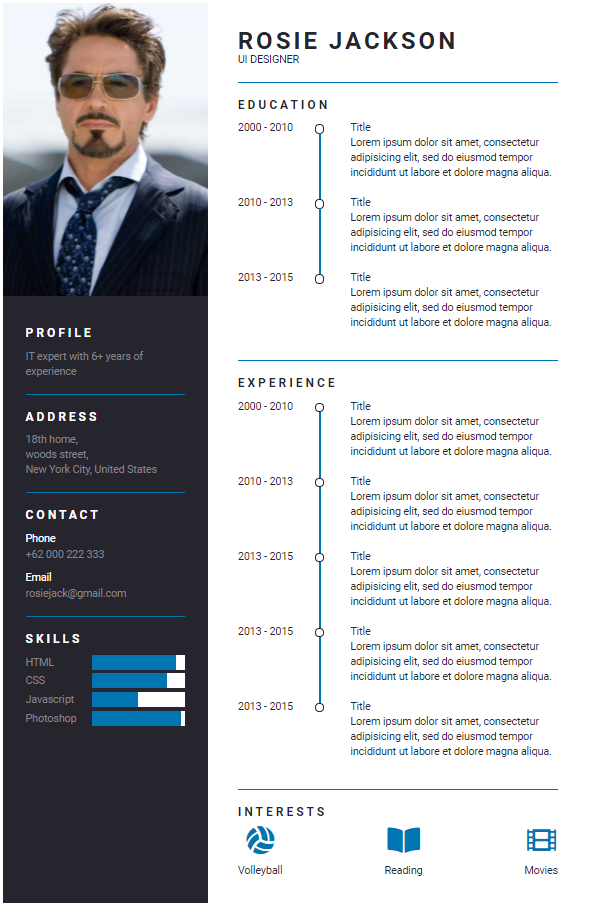 ROSIE JACKSON
UI DESIGNER
EDUCATION
2000 - 2010
Title
Lorem ipsum dolor sit amet, consectetur
adipisicing elit, sed do eiusmod tempor
incididunt ut labore et dolore magna aliqua.
2010 - 2013
Title
Lorem ipsum dolor sit amet, consectetur
adipisicing elit, sed do eiusmod tempor
incididunt ut labore et dolore magna aliqua.
2013 - 2015
Title
Lorem ipsum dolor sit amet, consectetur
adipisicing elit, sed do eiusmod tempor
incididunt ut labore et dolore magna aliqua.
EXPERIENCE
2000 - 2010
Title
Lorem ipsum dolor sit amet, consectetur
adipisicing elit, sed do eiusmod tempor
incididunt ut labore et dolore magna aliqua.
2010 - 2013
Title
Lorem ipsum dolor sit amet, consectetur
adipisicing elit, sed do eiusmod tempor
incididunt ut labore et dolore magna aliqua.
2013 - 2015
Title
Lorem ipsum dolor sit amet, consectetur
adipisicing elit, sed do eiusmod tempor
incididunt ut labore et dolore magna aliqua.
2013 - 2015
Title
Lorem ipsum dolor sit amet, consectetur
adipisicing elit, sed do eiusmod tempor
incididunt ut labore et dolore magna aliqua.
2013 - 2015
Title
Lorem ipsum dolor sit amet, consectetur
adipisicing elit, sed do eiusmod tempor
incididunt ut labore et dolore magna aliqua.
INTERESTS
Volleyball
Reading
Movies
PROFILE
IT expert with 6+ years of
experience
ADDRESS
18th home,
woods street,
New York City, United States
CONTACT
Phone
+62 000 222 333
Email
rosiejack@gmail.com
SKILLS
HTML
CSS
Javascript
Photoshop